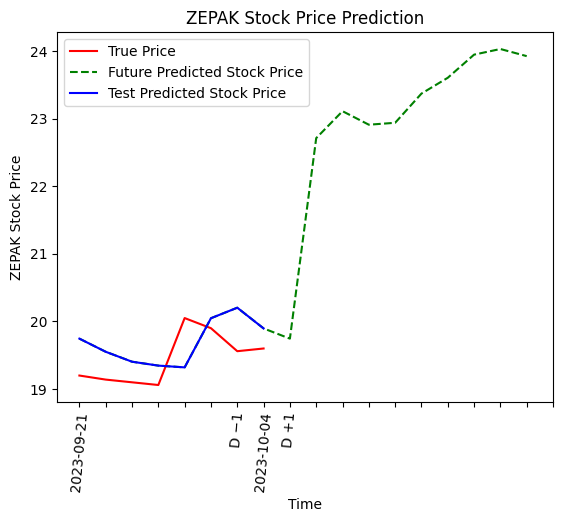 ZEPAK Stock Price Prediction
True Price
Future Predicted Stock Price
Test Predicted Stock Price
ZEPAK Stock Price
24
23
22
21
20
19
2023-09-21
D −1
2023-10-04
D +1
Time